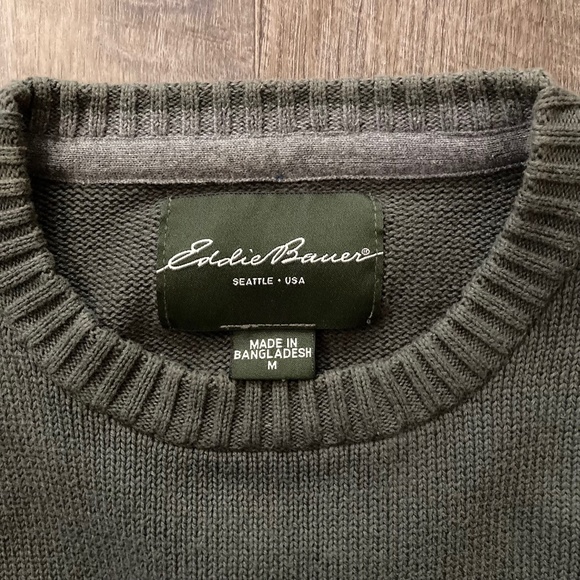 Eddie Bauer®
SEATTLE • USA
MADE IN
BANGLADESH
M